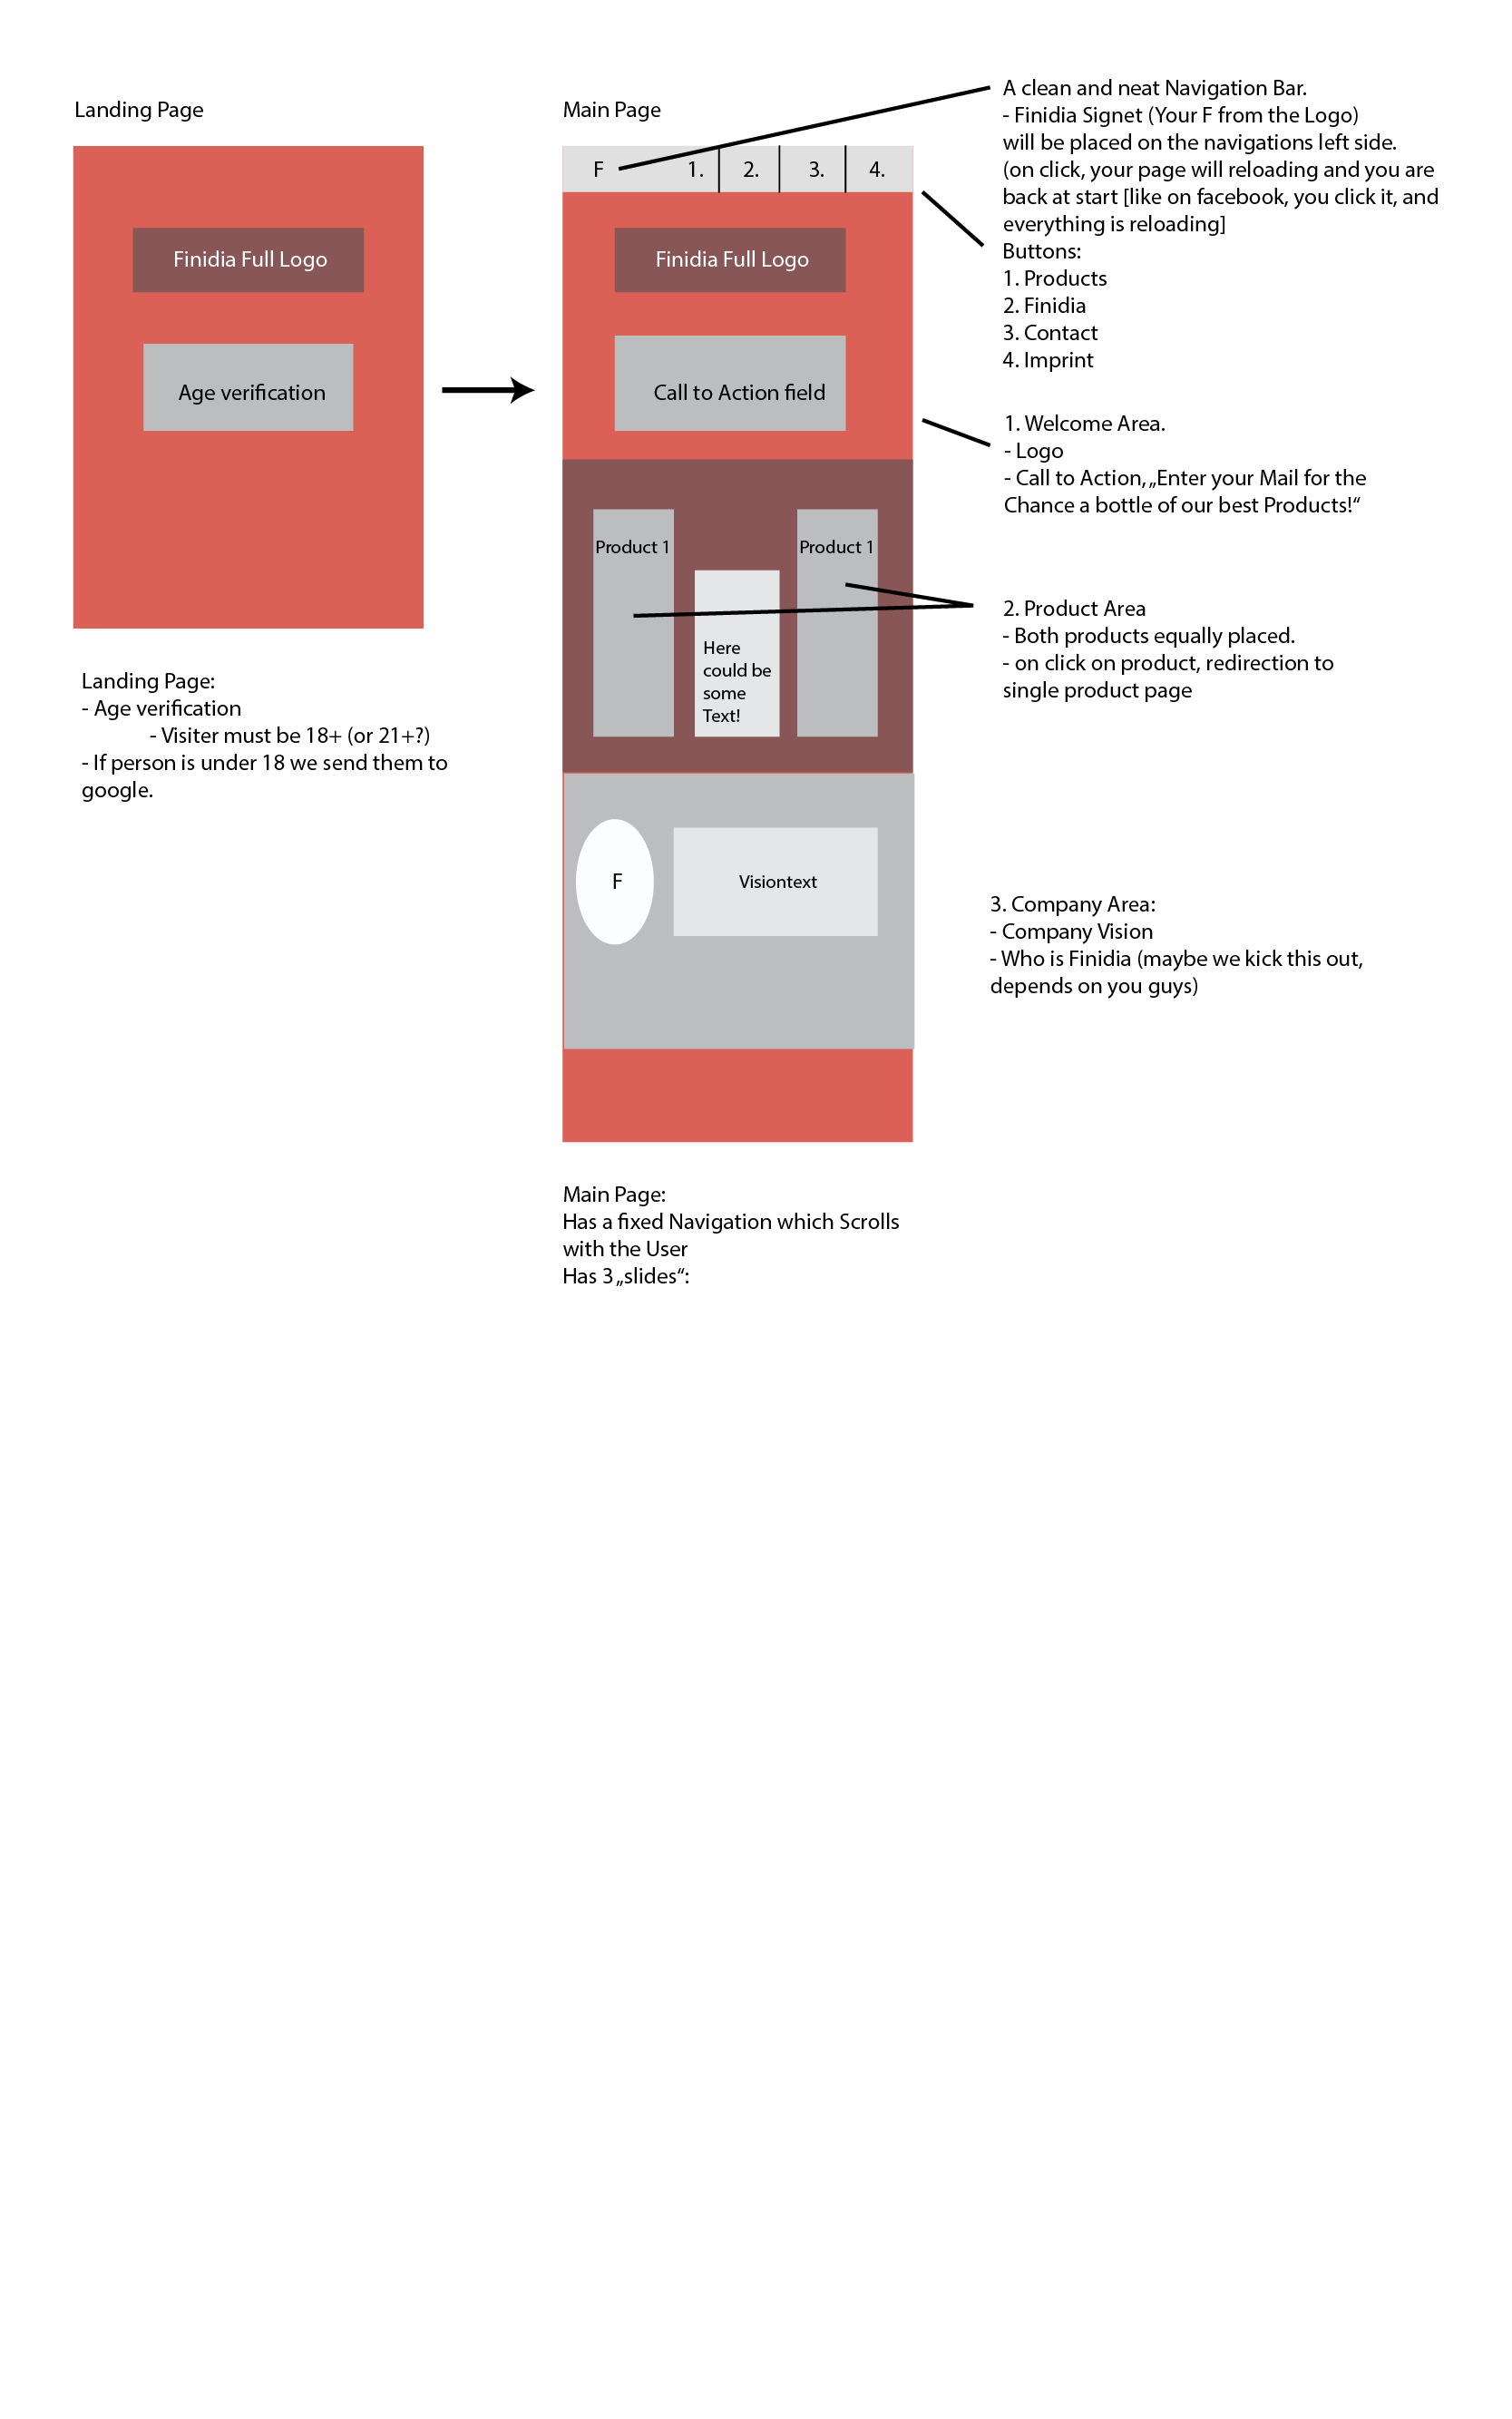 Landing Page
Finidia Full Logo
Age verification
Landing Page:
- Age verification
- Visiter must be 18+ (or 21+?)
- If person is under 18 we send them to
google.
Main Page
F
1.
2.
3.
4.
Finidia Full Logo
Call to Action field
Product 1
Here
could be
some
Text!
Product 1
F
Visiontext
Main Page:
Has a fixed Navigation which Scrolls
with the User
Has 3 „slides“:
A clean and neat Navigation Bar.
- Finidia Signet (Your F from the Logo)
will be placed on the navigations left side.
(on click, your page will reloading and you are
back at start [like on facebook, you click it, and
everything is reloading]
Buttons:
1. Products
2. Finidia
3. Contact
4. Imprint
1. Welcome Area.
- Logo
- Call to Action, „Enter your Mail for the
Chance a bottle of our best Products!“
2. Product Area
- Both products equally placed.
- on click on product, redirection to
single product page
3. Company Area:
- Company Vision
- Who is Finidia (maybe we kick this out,
depends on you guys)